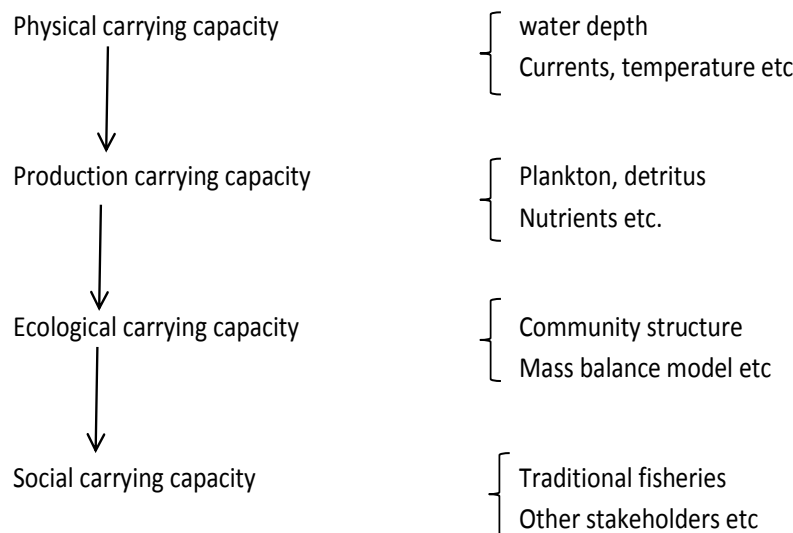 Physical carrying capacity
water depth
Currents, temperature etc
Production carrying capacity
Plankton, detritus
Nutrients etc.
Ecological carrying capacity
Community structure
Mass balance model etc
Social carrying capacity
Traditional fisheries
Other stakeholders etc